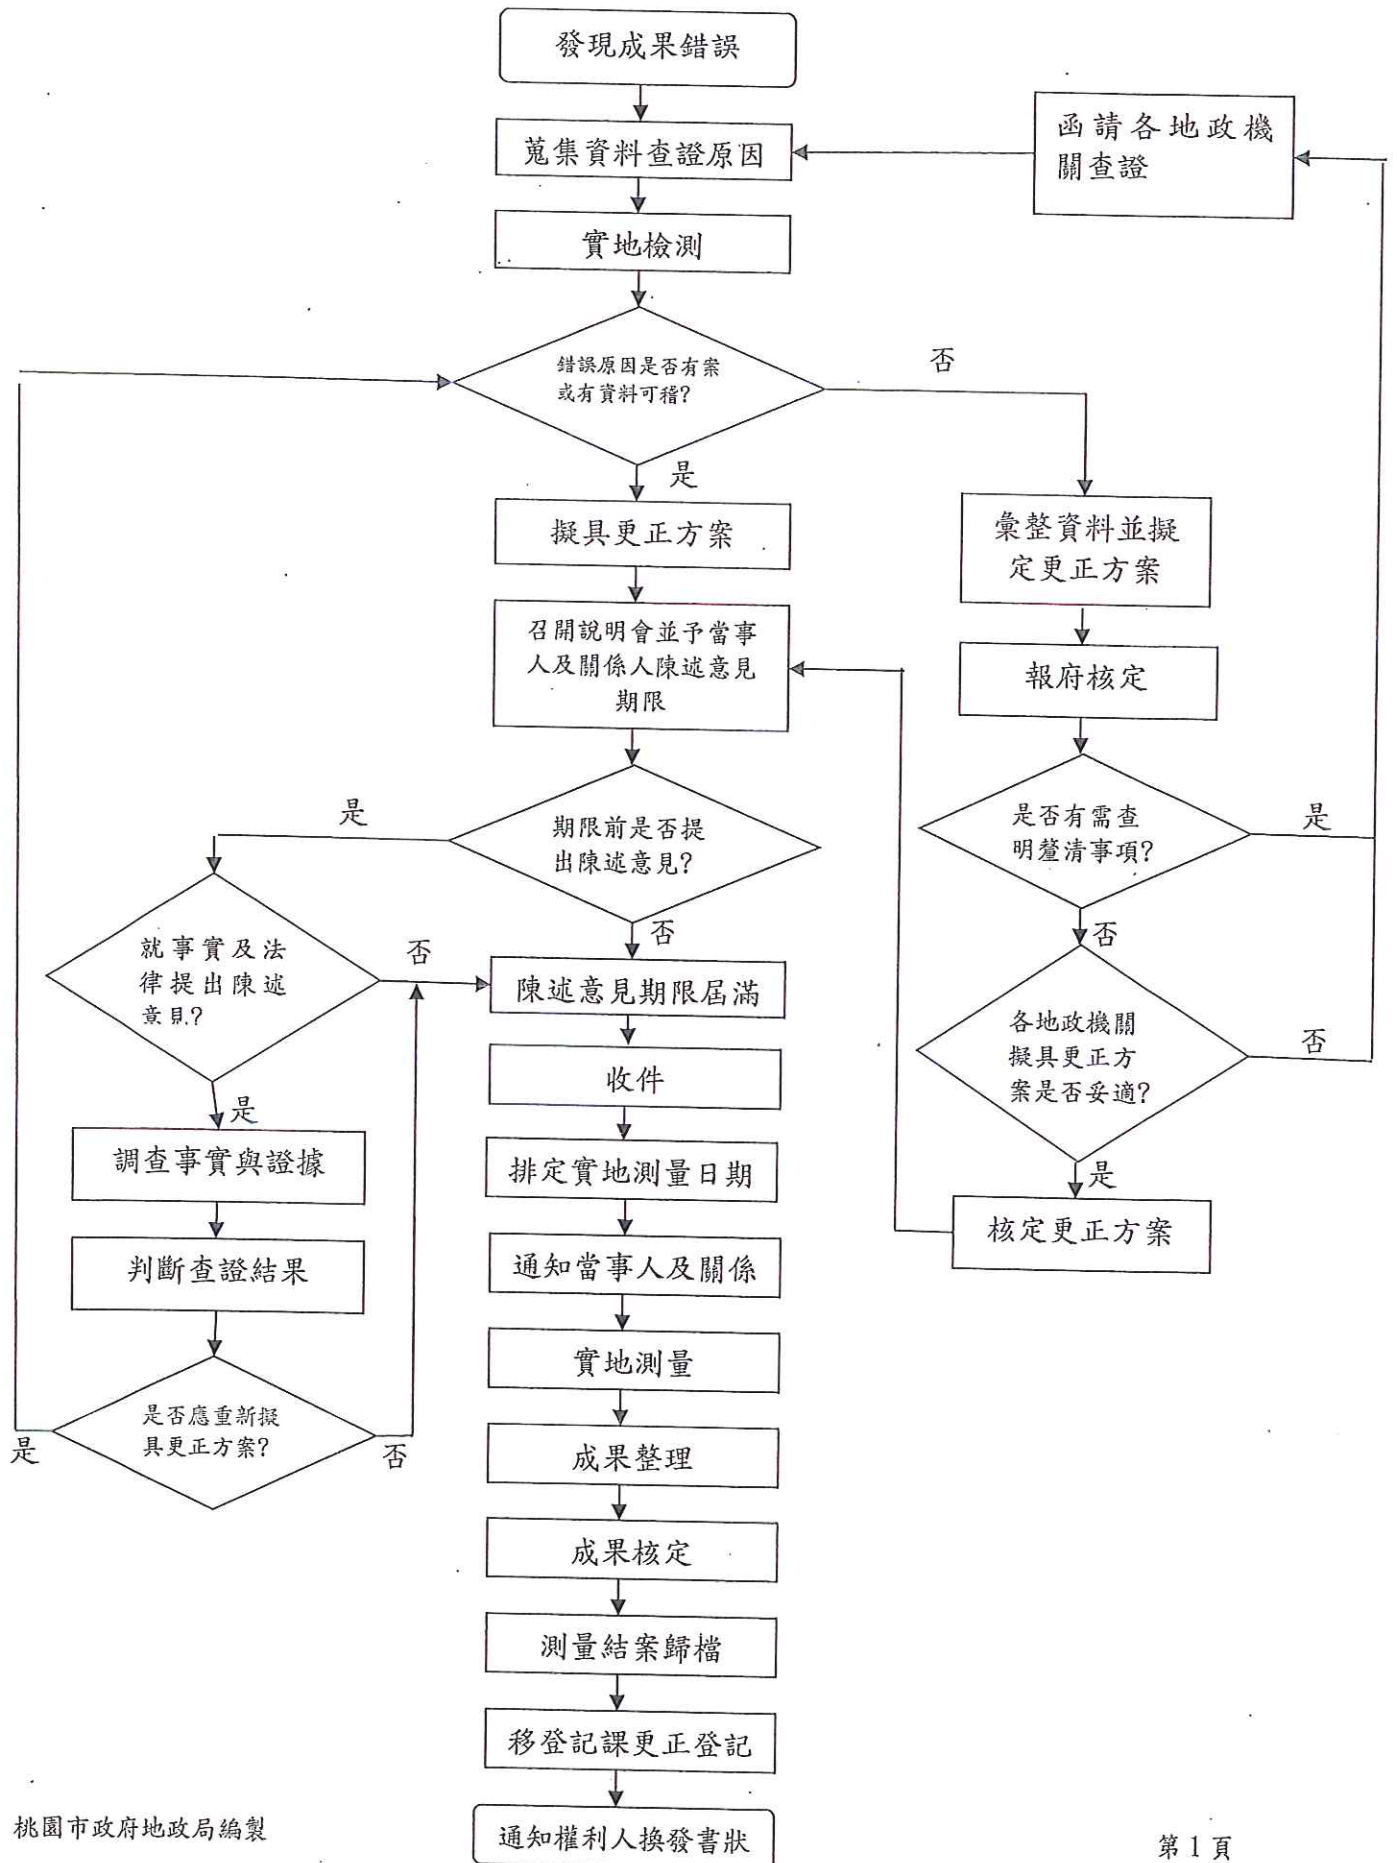 發現成果錯誤
函請各地政機
關查證
蒐集資料查證原因
實地檢測
錯誤原因是否有案
或有資料可稽?
否
是
擬具更正方案
彙整資料並擬
定更正方案
召開說明會並予當事
人及關係人陳述意見
期限
報府核定
是
期限前是否提
出陳述意見?
是否有需查
明釐清事項?
是
否
否
就事實及法
律提出陳述
意見?
否
陳述意見期限屆滿
各地政機關
擬具更正方
案是否妥適?
否
收件
是
調查事實與證據
排定實地測量日期
是
核定更正方案
判斷查證結果
通知當事人及關係
實地測量
是否應重新擬
具更正方案?
是
否
成果整理
成果核定
測量結案歸檔
移登記課更正登記
通知權利人換發書狀
桃園市政府地政局編製
第1頁